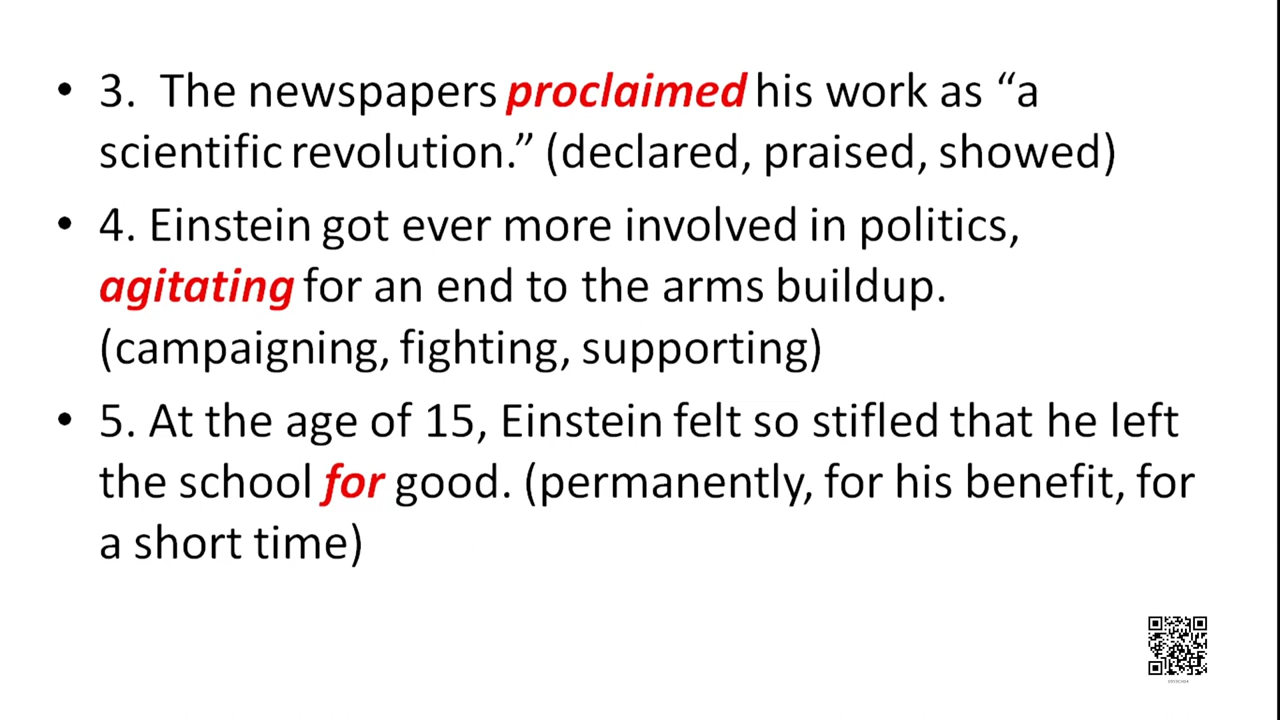 • 3.  The newspapers proclaimed his work as “a
scientific revolution.” (declared, praised, showed)
• 4. Einstein got ever more involved in politics,
agitating for an end to the arms buildup.
(campaigning, fighting, supporting)
• 5. At the age of 15, Einstein felt so stifled that he left
the school for good. (permanently, for his benefit, for
a short time)